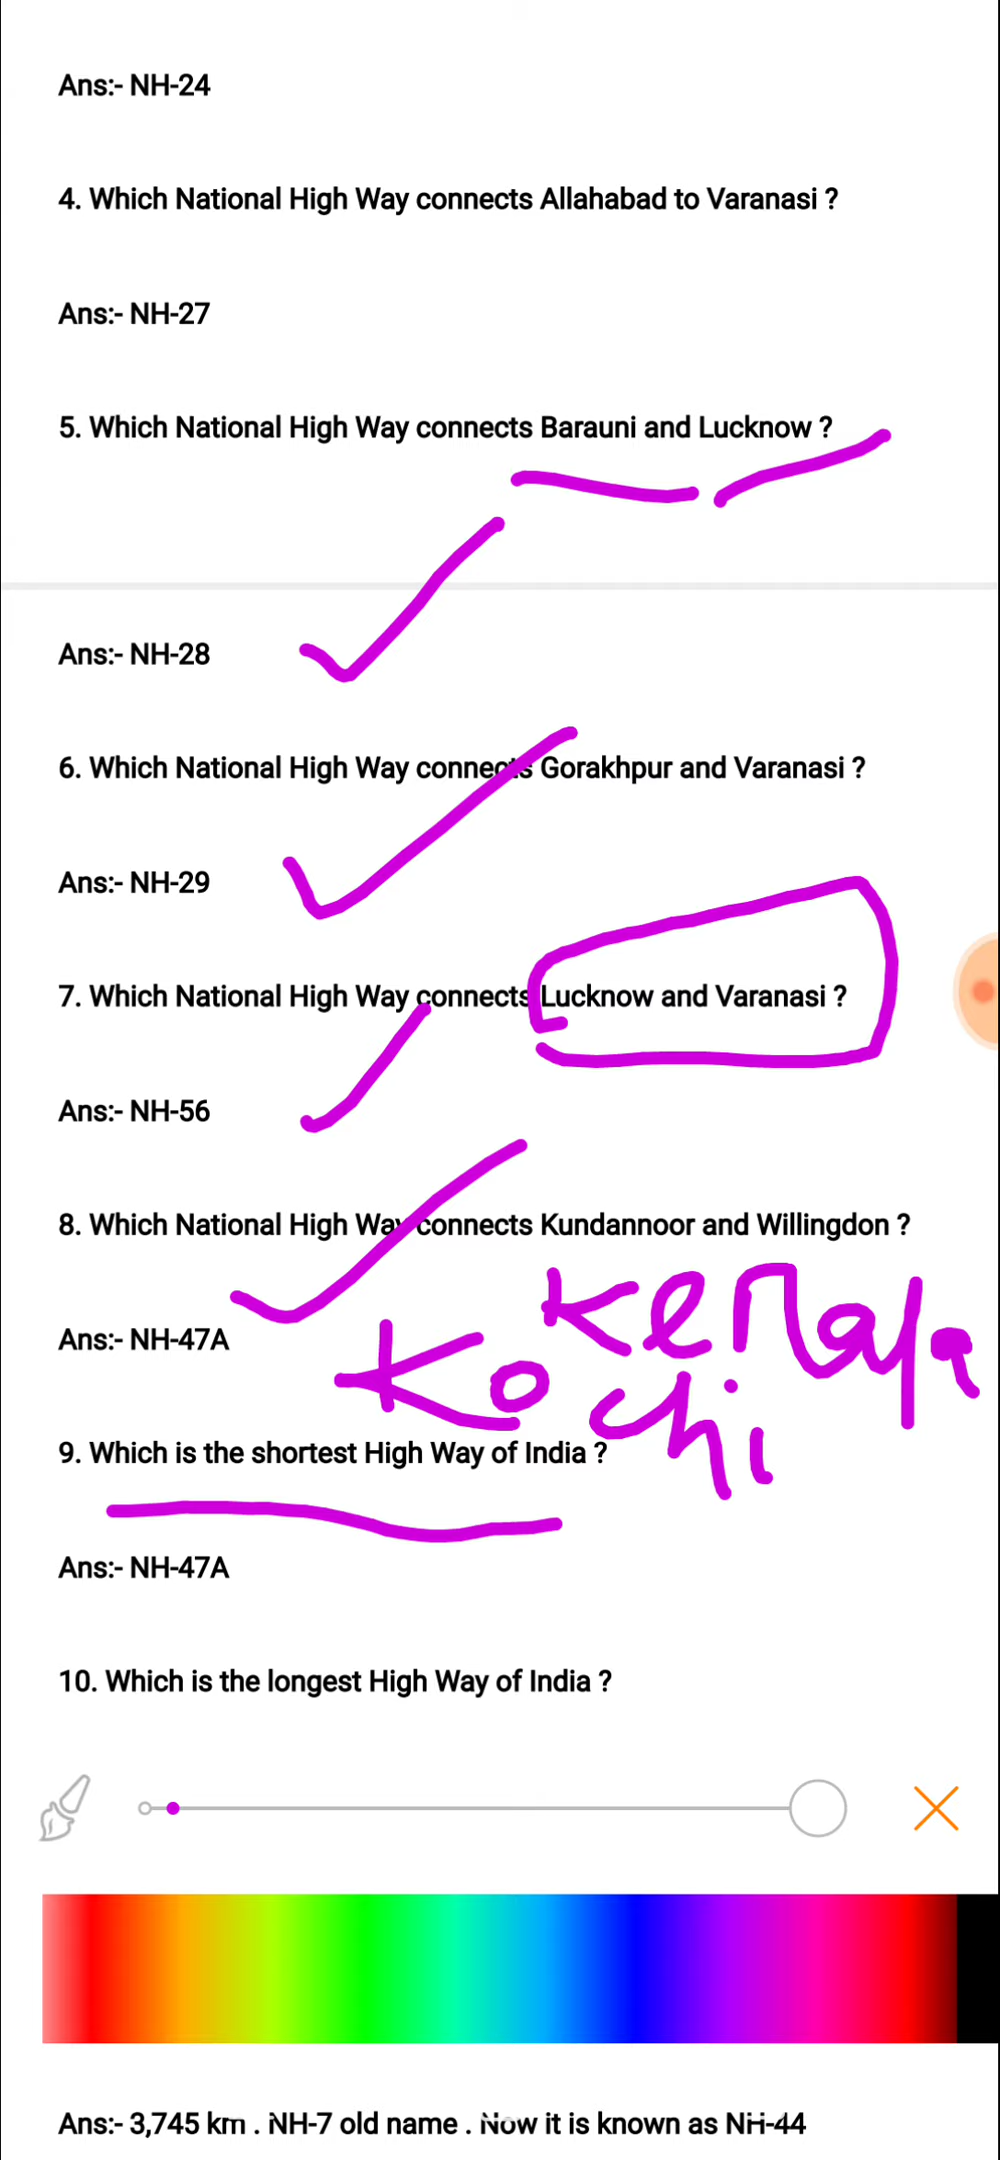 Ans:- NH-24
4. Which National High Way connects Allahabad to Varanasi ?
Ans:- NH-27
5. Which National High Way connects Barauni and Lucknow ?
Ans:- NH-28
6. Which National High Way connects Gorakhpur and Varanasi ?
Ans:- NH-29
7. Which National High Way connects Lucknow and Varanasi ?
Ans:- NH-56
8. Which National High Way connects Kundannoor and Willingdon ?
Kerala
Ans:- NH-47A
Kochi
9. Which is the shortest High Way of India ?
Ans:- NH-47A
10. Which is the longest High Way of India ?
Ans:- 3,745 km . NH-7 old name . Now it is known as NH-44